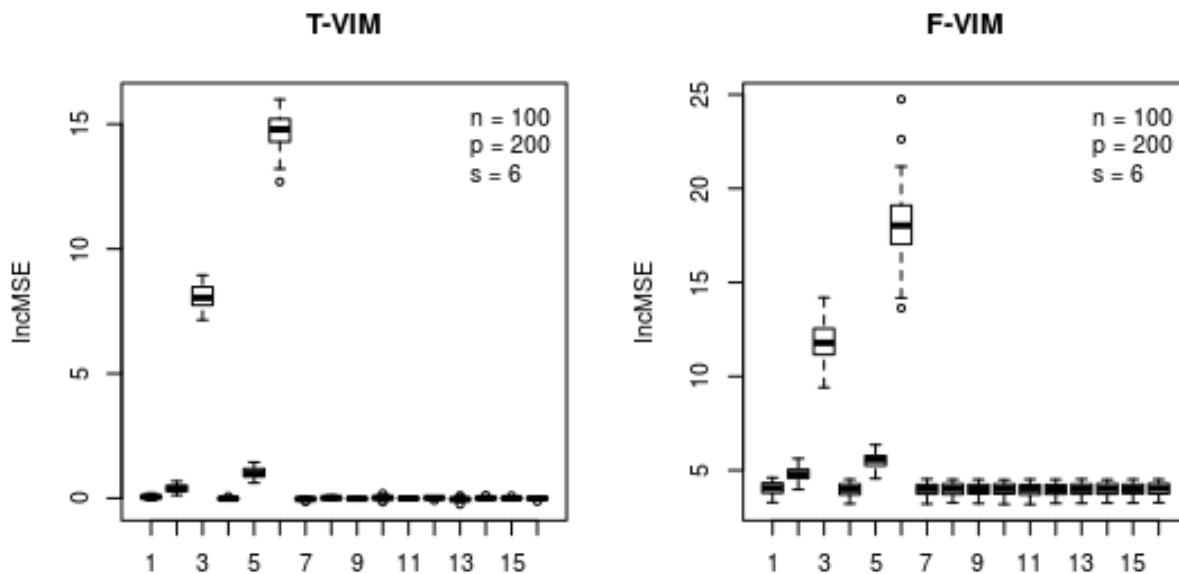 T-VIM
IncMSE
15
10
5
0
n = 100
p = 200
s = 6
1 3 5 7 9 11 13 15
F-VIM
IncMSE
25
20
15
10
5
n = 100
p = 200
s = 6
1 3 5 7 9 11 13 15